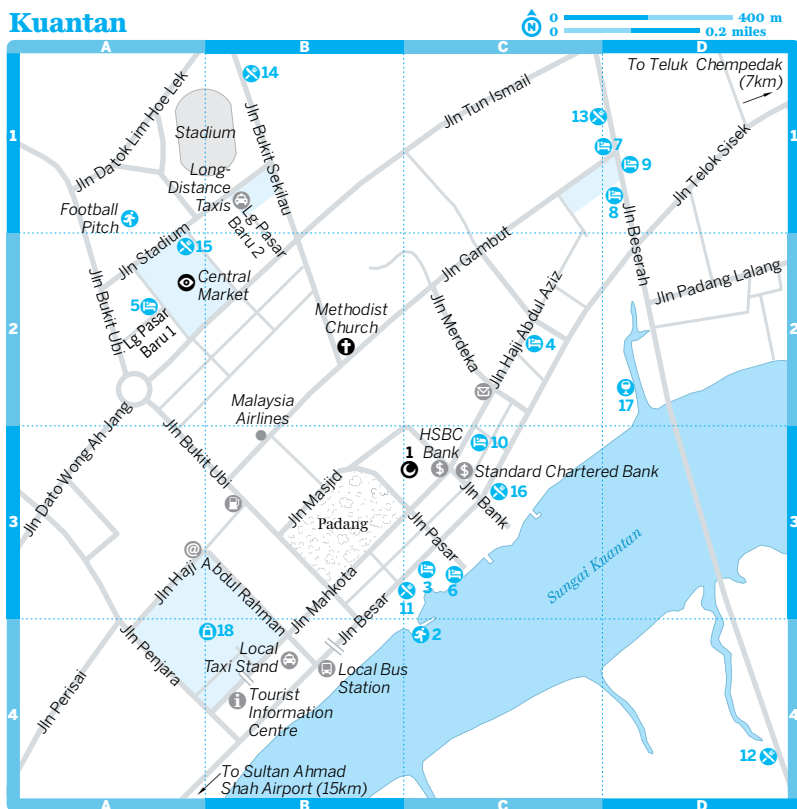 Kuantan
0 400 m
N
0 0.2 miles
A B C D
To Teluk Chempedak
(7km)
14
Jln Datok Lim Hoe Lek
Jln Tun Ismail
13
1 1
Stadium
Jln Bukit Sekilau
7
9
Jln Telok Sisek
Long-
Distance
Taxis
8
Football
Pitch
Lg Pasar
Baru 2
Jln Beserah
Jln Stadium
15
Jln Gambut
Central
Market
Jln Bukit Ubi
5
Jln Padang Lalang
Jln Haji Abdul Aziz
Jln Merdeka
Methodist
Church
Lg Pasar
Baru 1
2 2
4
17
Malaysia
Airlines
Jln Dato Wong Ah Jang
Jln Bukit Ubi
HSBC
Bank
10
1
$ $
Standard Chartered Bank
Jln Masjid
Jln Bank
16
Padang
3 3
Jln Pasar
@
Sungai Kuantan
Jln Haji Abdul Rahman
Jln Mahkota
3
6
11
Jln Besar
18
2
Jln Penjara
Local
Taxi Stand
Local Bus
Station
Jln Perisai
i
Tourist
Information
Centre
4 4
12
To Sultan Ahmad
Shah Airport (15km)
A B C D